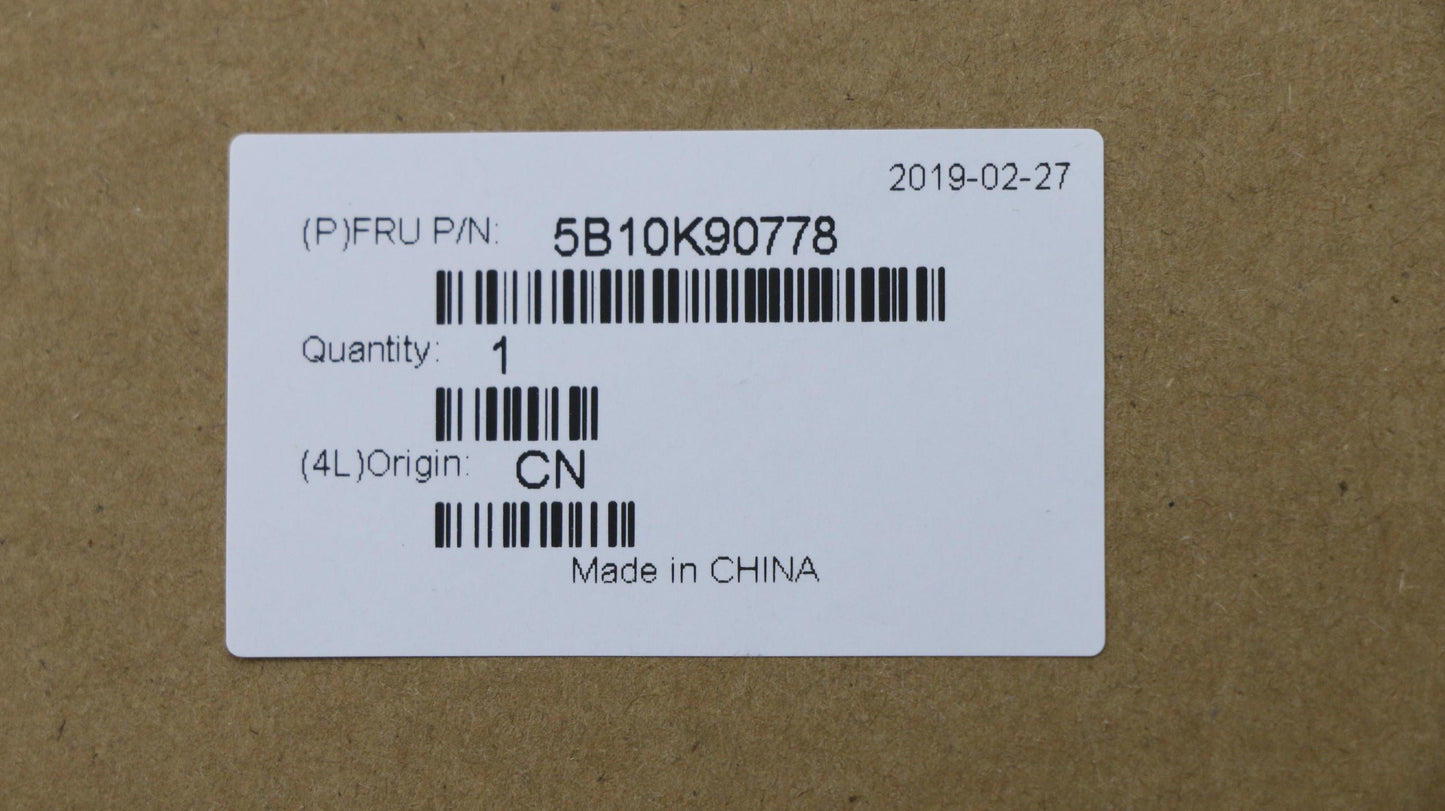 2019-02-27
(P)FRU P/N: 5B10K90778
Quantity: 1
(4L)Origin: CN
Made in CHINA